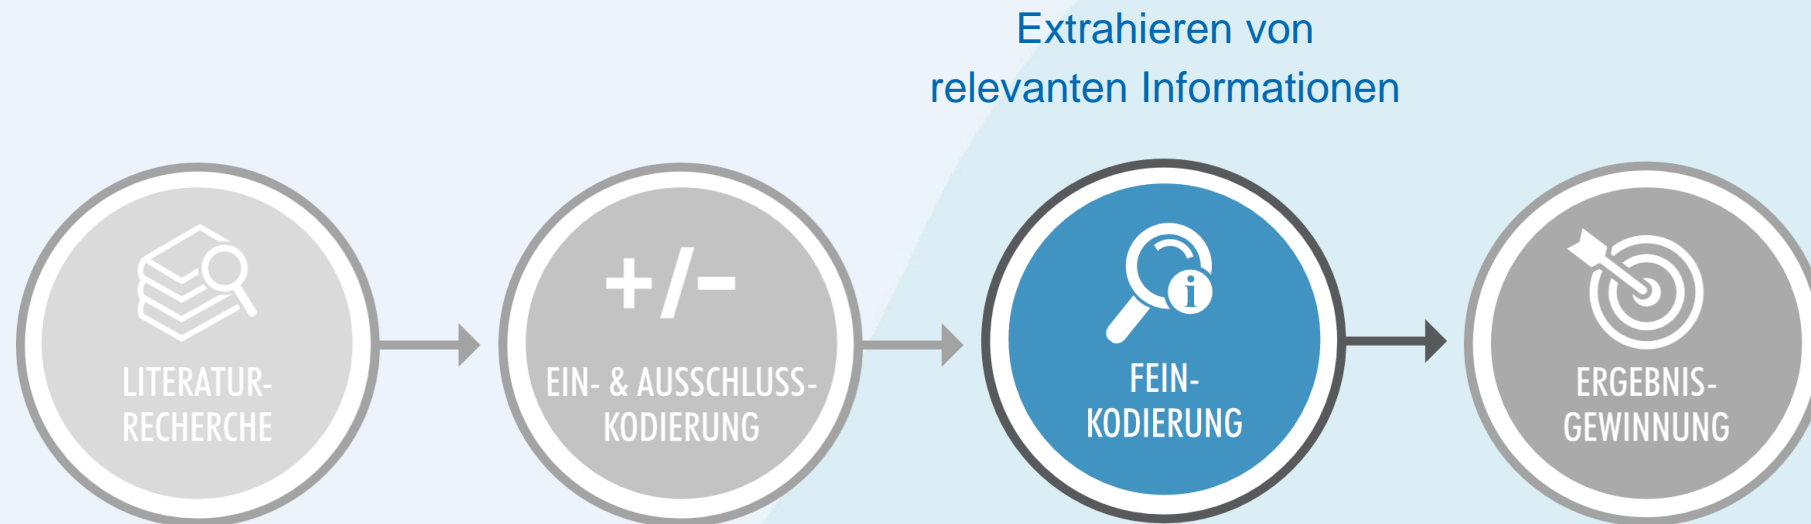 Extrahieren von
relevanten Informationen
LITERATUR-
RECHERCHE
+/-
EIN- & AUSSCHLUSS-
KODIERUNG
i
FEIN-
KODIERUNG
ERGEBNIS-
GEWINNUNG